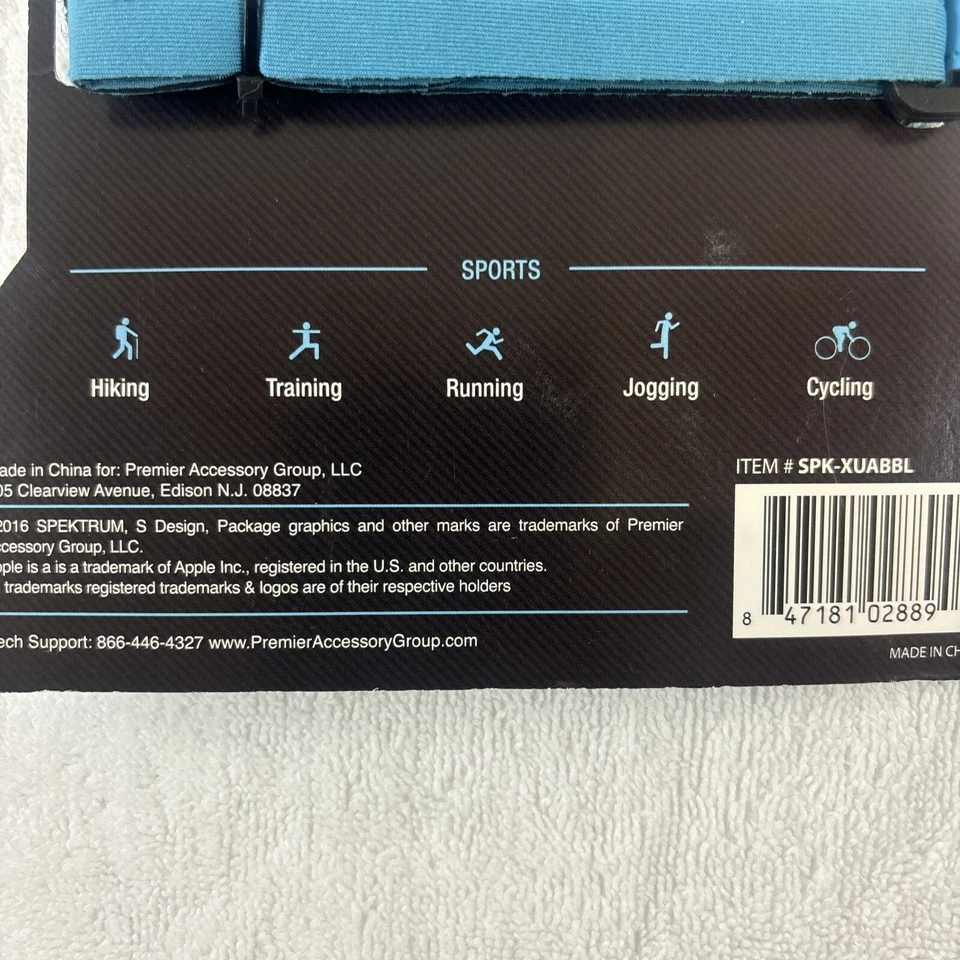 SPORTS
Hiking Training Running Jogging Cycling
ade in China for: Premier Accessory Group, LLC
05 Clearview Avenue, Edison N.J. 08837
2016 SPEKTRUM, S Design, Package graphics and other marks are trademarks of Premier
ccessory Group, LLC.
pple is a is a trademark of Apple Inc., registered in the U.S. and other countries.
trademarks registered trademarks & logos are of their respective holders
ech Support: 866-446-4327 www.PremierAccessoryGroup.com
ITEM # SPK-XUABBL
8 47181 02889
MADE IN CH